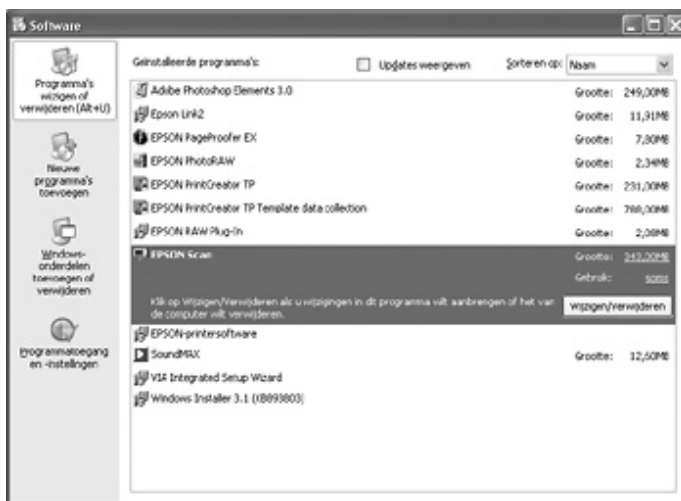 Software
Programma's
wijzigen of
verwijderen (Alt+U)
Nieuwe
programma's
toevoegen
Windows-
onderdelen
toevoegen of
verwijderen
Programmatoegang
en -instellingen
Geïnstalleerde programma's:
Updates weergeven
Sorteren op:
Naam
Adobe Photoshop Elements 3.0 Grootte: 249,00MB
Epson Link2 Grootte: 11,91MB
EPSON PageProofer EX Grootte: 7,80MB
EPSON PhotoRAW Grootte: 2,34MB
EPSON PrintCreator TP Grootte: 231,00MB
EPSON PrintCreator TP Template data collection Grootte: 788,00MB
EPSON RAW Plug-In Grootte: 2,08MB
EPSON Scan Grootte: 343,00MB
Gebruik: soms
Klik op Wijzigen/Verwijderen als u wijzigingen in dit programma wilt aanbrengen of het van
de computer wilt verwijderen.
Wijzigen/Verwijderen
EPSON-printersoftware
SoundMAX Grootte: 12,60MB
VIA Integrated Setup Wizard
Windows Installer 3.1 (KB893803)